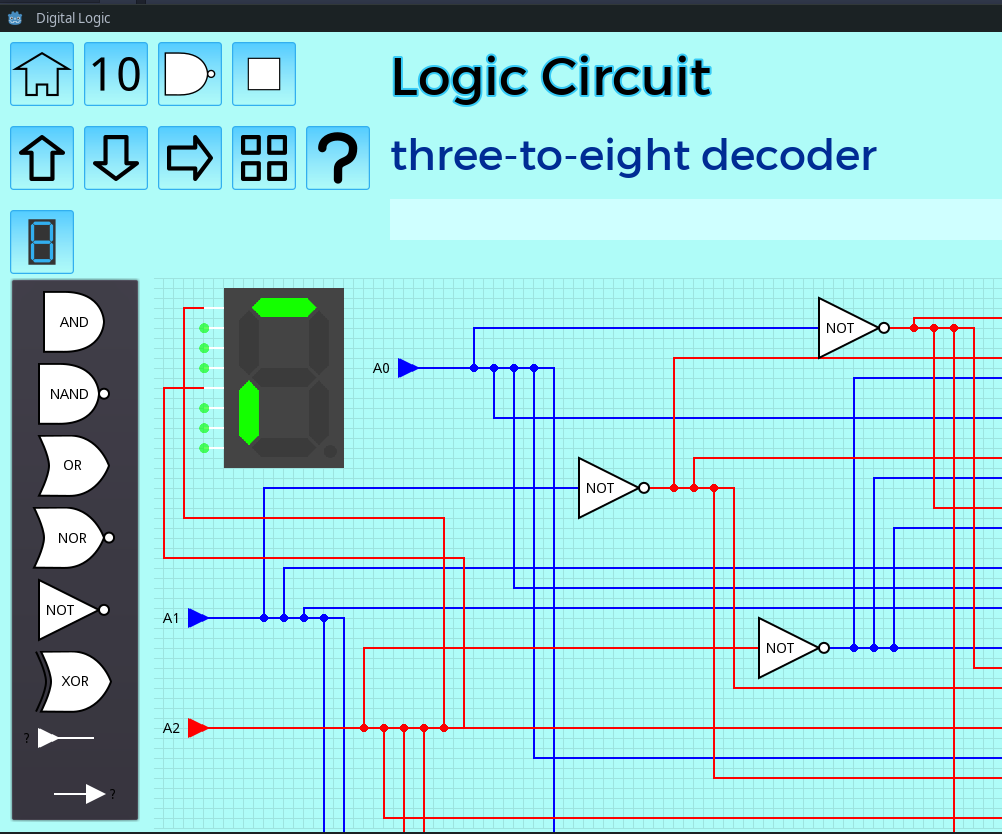 Digital Logic
10
Logic Circuit
?
three-to-eight decoder
AND
NAND
OR
NOR
NOT
XOR
?
?
A0
NOT
NOT
A1
NOT
A2